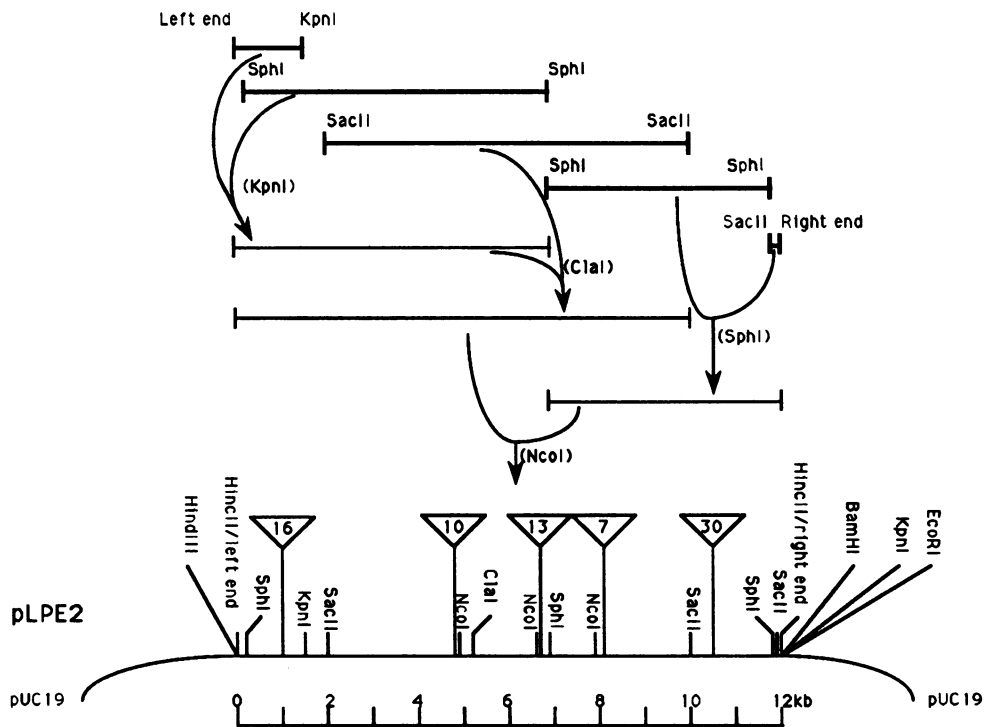 Left end KpnI
SphI SphI
SacII SacII
SphI SphI
(KpnI)
SacII Right end
(ClaI)
(SphI)
(NcoI)
HindIII
HincII/left end
SphI
16
KpnI
SacII
10
NcoI
ClaI
13
NcoI
SphI
7
NcoI
30
SacII
SphI
SacII
HincII/right end
BamHI
KpnI
EcoRI
pLPE2
pUC19 pUC19
0 2 4 6 8 10 12kb